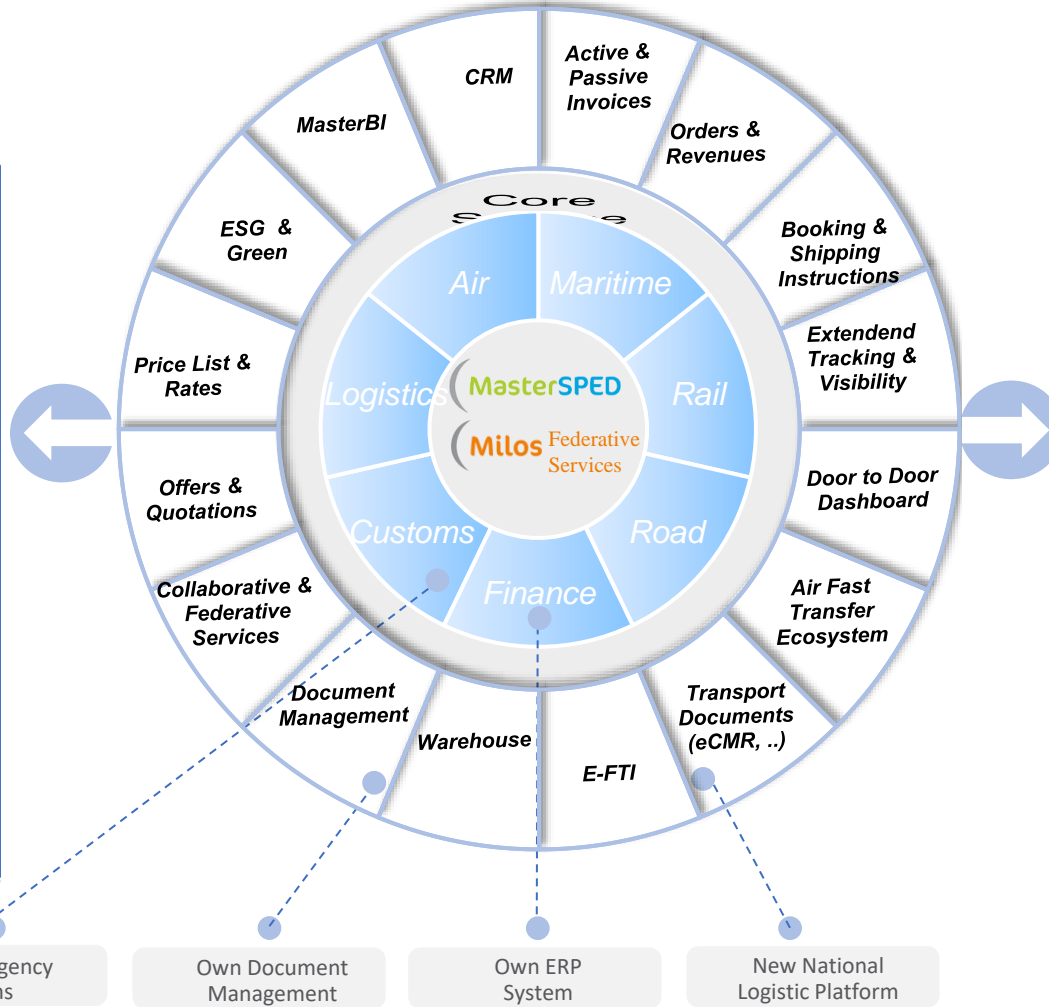 CRM
Active &
Passive
Invoices
MasterBI
Orders &
Revenues
ESG &
Green
Booking &
Shipping
Instructions
Price List &
Rates
Extendend
Tracking &
Visibility
Offers &
Quotations
Door to Door
Dashboard
Collaborative &
Federative
Services
Air Fast
Transfer
Ecosystem
Document
Management
Transport
Documents
(eCMR, ..)
Warehouse
E-FTI
Core
Air
Maritime
Logistics
Rail
Customs
Road
Finance
MasterSPED
Milos Federative
Services
Own Document
Management
Own ERP
System
New National
Logistic Platform